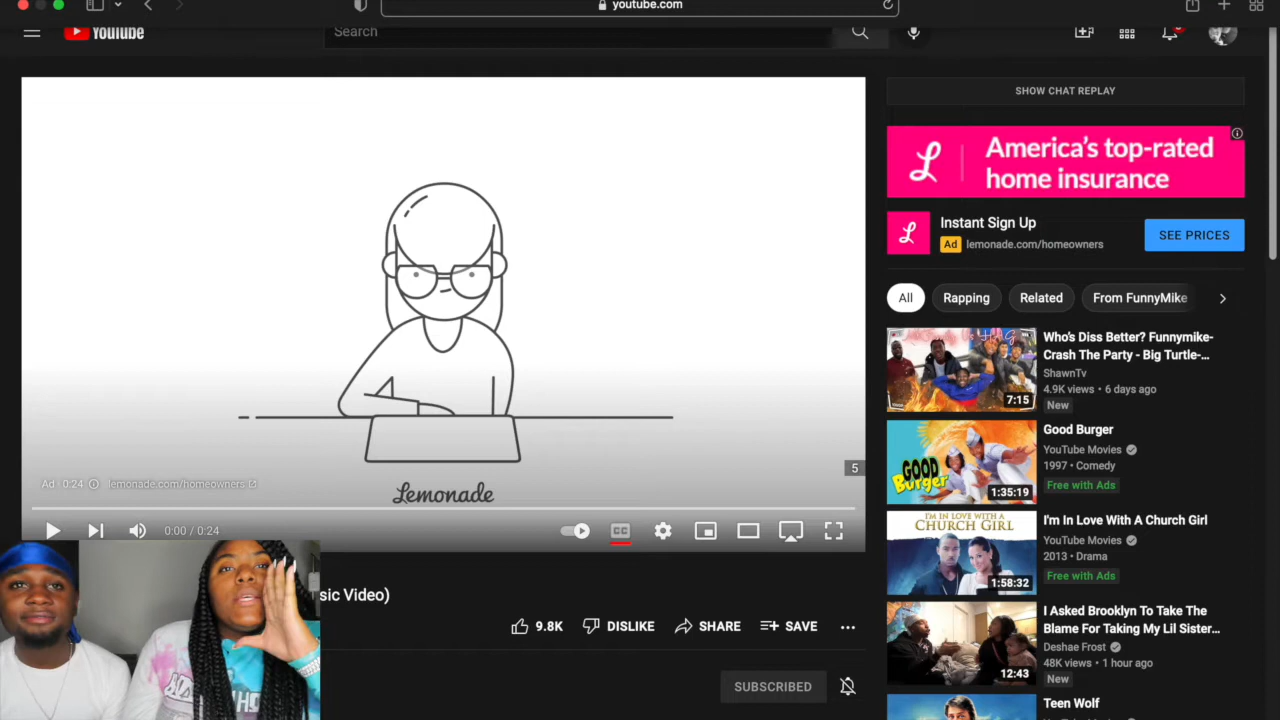 youtube.com
YouTube
Search
SHOW CHAT REPLAY
America's top-rated
home insurance
Instant Sign Up
Ad lemonade.com/homeowners
SEE PRICES
All
Rapping
Related
From FunnyMike
Who's Diss Better? Funnymike-
Crash The Party - Big Turtle-...
ShawnTv
4.9K views • 6 days ago
New
7:15
Good Burger
YouTube Movies
1997 • Comedy
Free with Ads
GOOD
BURGER
1:35:19
I'M IN LOVE WITH A
CHURCH GIRL
I'm In Love With A Church Girl
YouTube Movies
2013 • Drama
Free with Ads
1:58:32
I Asked Brooklyn To Take The
Blame For Taking My Lil Sister...
Deshae Frost
48K views • 1 hour ago
New
12:43
Teen Wolf
5
Ad · 0:24
lemonade.com/homeowners
Lemonade
0:00 / 0:24
CC
sic Video)
9.8K
DISLIKE
SHARE
SAVE
SUBSCRIBED